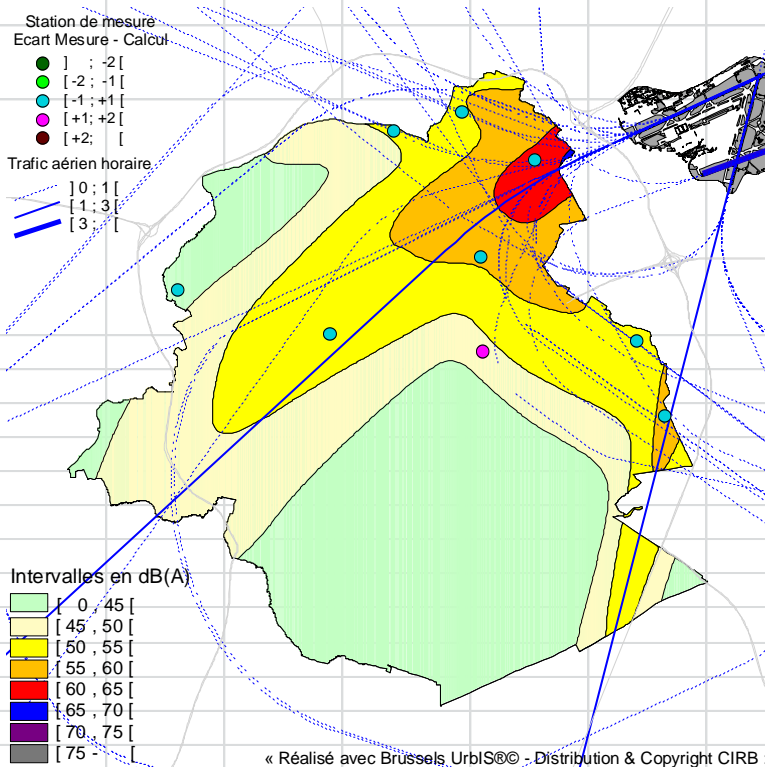 Station de mesure
Ecart Mesure - Calcul
] ; -2 [
[ -2 ; -1 [
[ -1 ; +1 [
[ +1; +2 [
[ +2; [
Trafic aérien horaire
] 0 ; 1 [
[ 1 ; 3 [
[ 3 ; [
Intervalles en dB(A)
[ 0 , 45 [
[ 45 , 50 [
[ 50 , 55 [
[ 55 , 60 [
[ 60 , 65 [
[ 65 , 70 [
[ 70 , 75 [
[ 75 - [
« Réalisé avec Brussels UrbIS®© - Distribution & Copyright CIRB